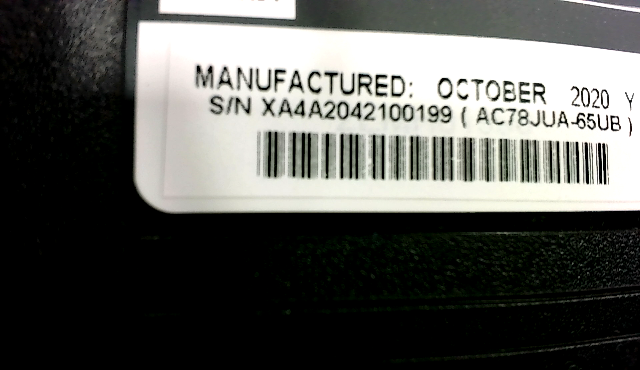 MANUFACTURED: OCTOBER 2020 Y
S/N XA4A2042100199 ( AC78JUA-65UB )